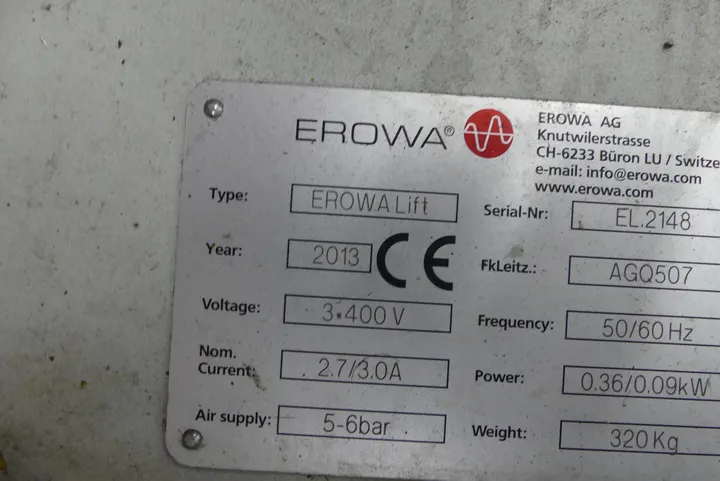 EROWA®
EROWA AG
Knutwilerstrasse
CH-6233 Büron LU / Switze
e-mail: info@erowa.com
www.erowa.com
Type: EROWA Lift
Serial-Nr: EL.2148
Year: 2013 CE
FkLeitz.: AGQ507
Voltage: 3*400 V
Frequency: 50/60 Hz
Nom.
Current: 2.7/3.0A
Power: 0.36/0.09kW
Air supply: 5-6bar
Weight: 320 Kg